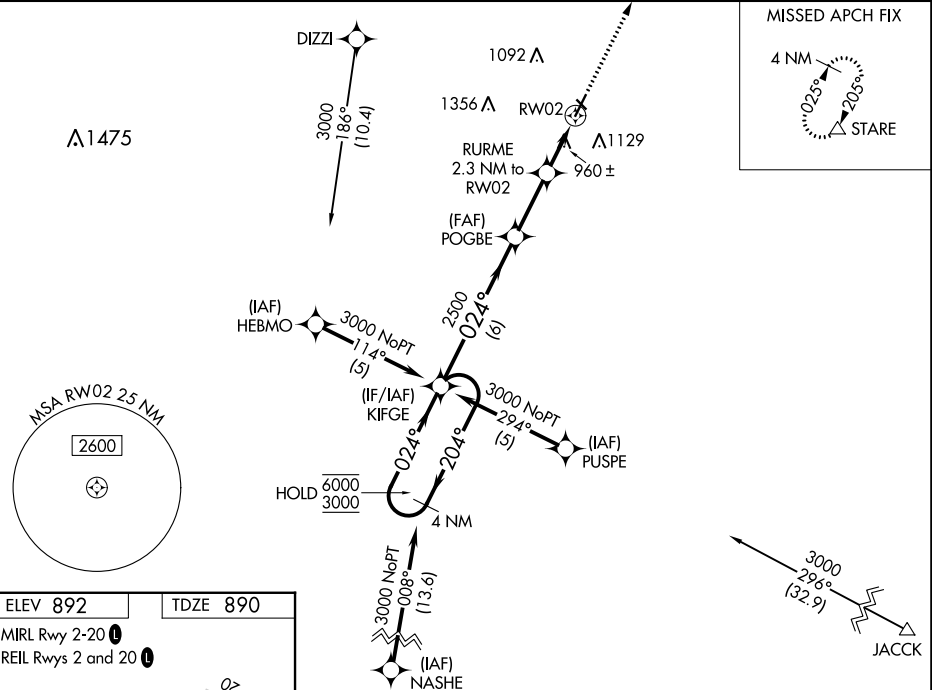 MISSED APCH FIX
4 NM
025°
205°
STARE
DIZZI
3000
186°
(10.4)
1475
1092
1356
RW02
1129
960 ±
RURME
2.3 NM to
RW02
(FAF)
POGBE
2500
024°
(6)
(IAF)
HEBMO
3000 NoPT
114°
(5)
(IF/IAF)
KIFGE
3000 NoPT
294°
(5)
(IAF)
PUSPE
024°
204°
HOLD
6000
3000
4 NM
MSA RW02 25 NM
2600
3000 NoPT
008°
(13.6)
(IAF)
NASHE
3000
296°
(32.9)
JACCK
ELEV 892
TDZE 890
MIRL Rwy 2-20 L
REIL Rwys 2 and 20 L